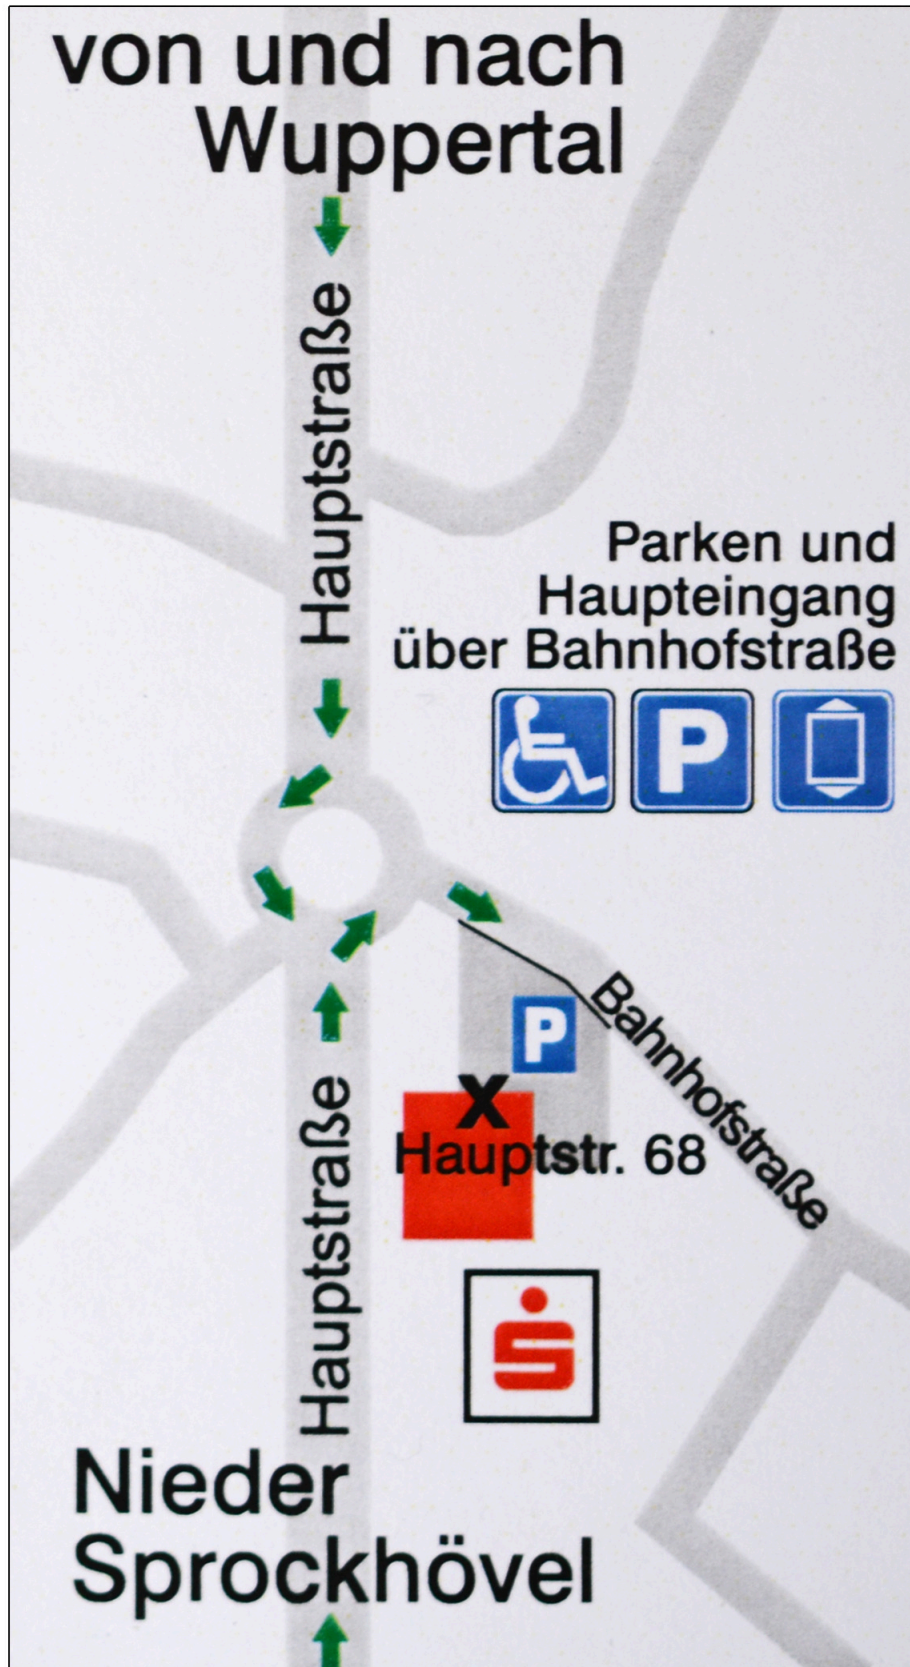 von und nach
Wuppertal
Hauptstraße
Parken und
Haupteingang
über Bahnhofstraße
P
Bahnhofstraße
P
X
Hauptstr. 68
Hauptstraße
S
Nieder
Sprockhövel